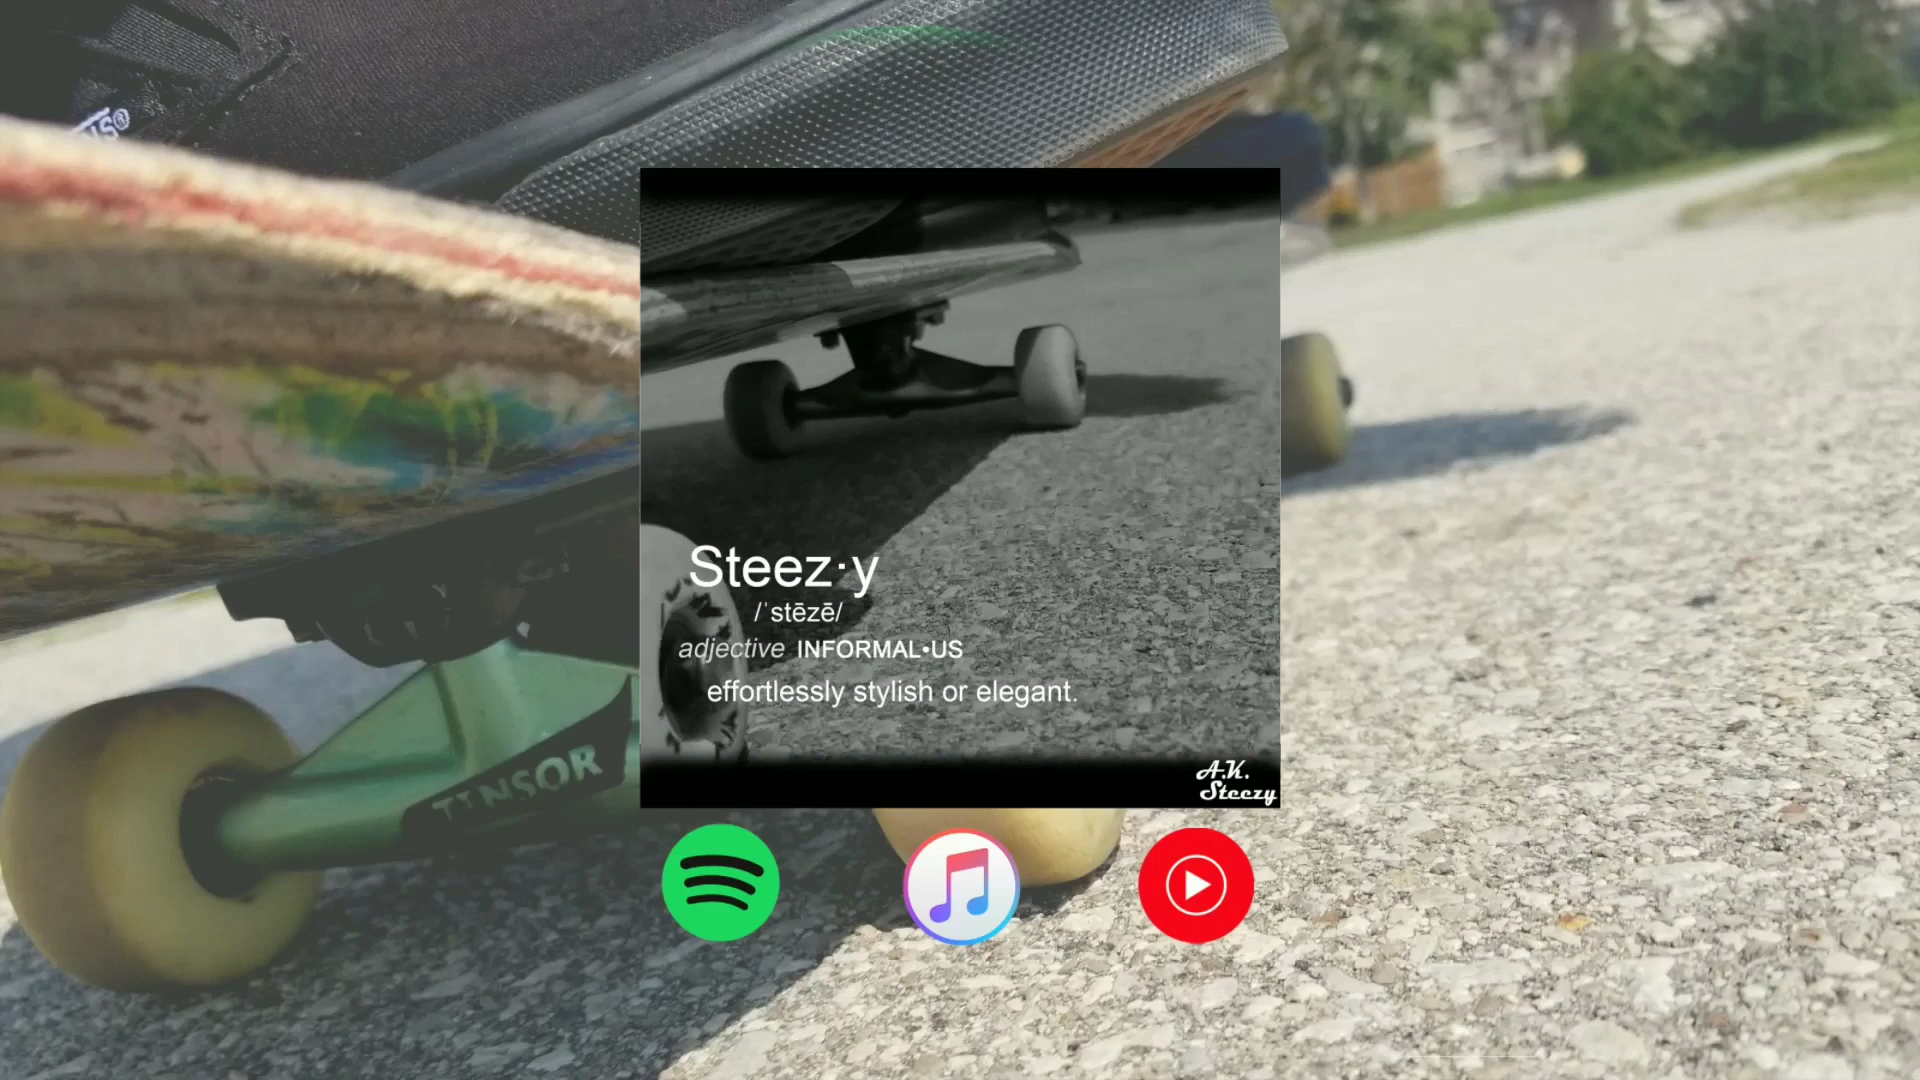 Steez·y
/ˈstēzē/
adjective INFORMAL•US
effortlessly stylish or elegant.
TENSOR
A.K.
Steezy